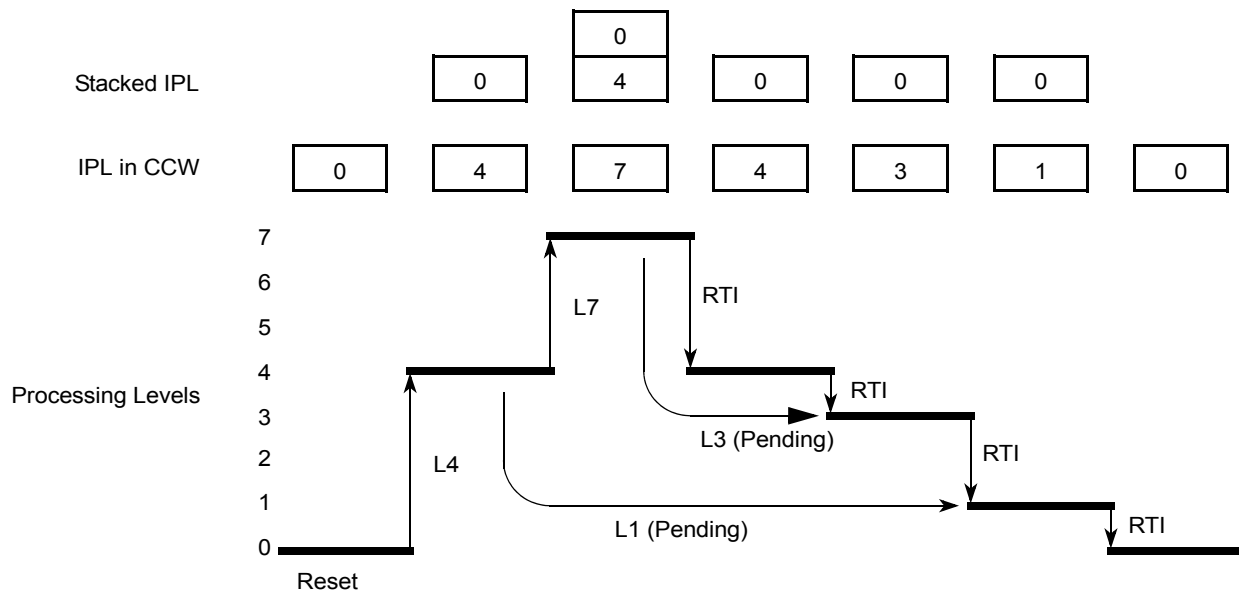 0
Stacked IPL 0 4 0 0 0
IPL in CCW 0 4 7 4 3 1 0
7
6
L7 RTI
5
Processing Levels 4
RTI
3
L3 (Pending)
2 L4 RTI
1
L1 (Pending) RTI
0
Reset